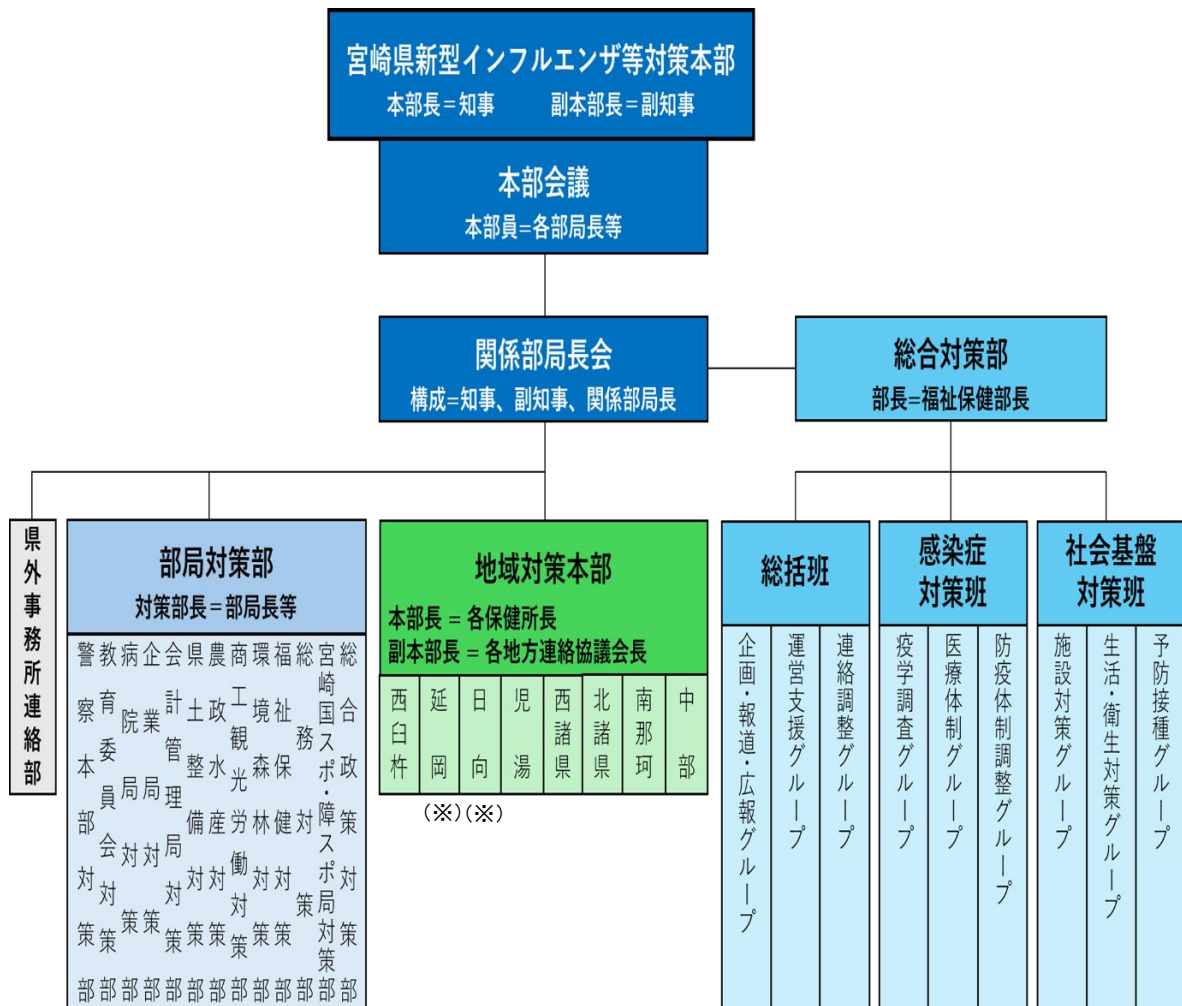 宮崎県新型インフルエンザ等対策本部
本部長＝知事　　副本部長＝副知事
本部会議
本部員＝各部局長等
関係部局長会
構成＝知事、副知事、関係部局長
総合対策部
部長＝福祉保健部長
県外事務所連絡部
部局対策部
対策部長＝部局長等
総合政策対策部
宮崎国スポ・障スポ局対策部
総務対策部
福祉保健対策部
環境森林対策部
商工観光労働対策部
農政水産対策部
県土整備対策部
会計管理局対策部
企業局対策部
病院局対策部
教育委員会対策部
警察本部対策部
地域対策本部
本部長 ＝ 各保健所長
副本部長 ＝ 各地方連絡協議会長
中部
南那珂
北諸県
西諸県
児湯
日向
延岡
西臼杵
(※)(※)
総括班
連絡調整グループ
運営支援グループ
企画・報道・広報グループ
感染症
対策班
防疫体制調整グループ
医療体制グループ
疫学調査グループ
社会基盤
対策班
予防接種グループ
生活・衛生対策グループ
施設対策グループ